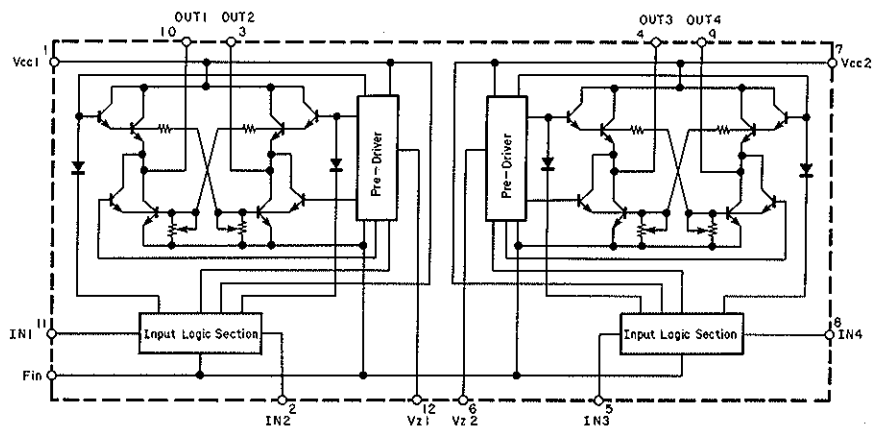 OUT1 OUT2
10 3
OUT3 OUT4
4 9
1
Vcc1
7
Vcc2
Pre-Driver
Pre-Driver
11
IN1
Input Logic Section
Input Logic Section
8
IN4
Fin
2
IN2
12
Vz1
6
Vz2
5
IN3